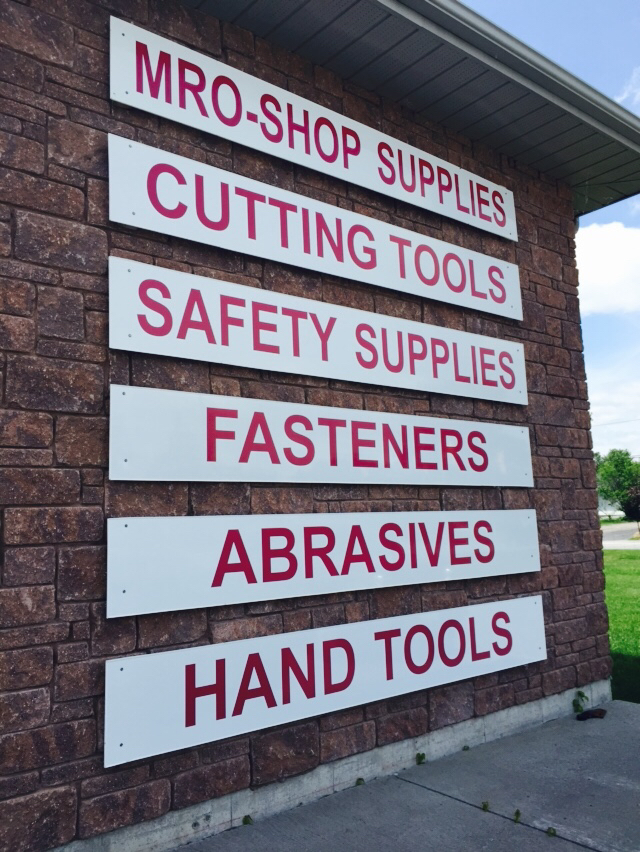 MRO-SHOP SUPPLIES
CUTTING TOOLS
SAFETY SUPPLIES
FASTENERS
ABRASIVES
HAND TOOLS